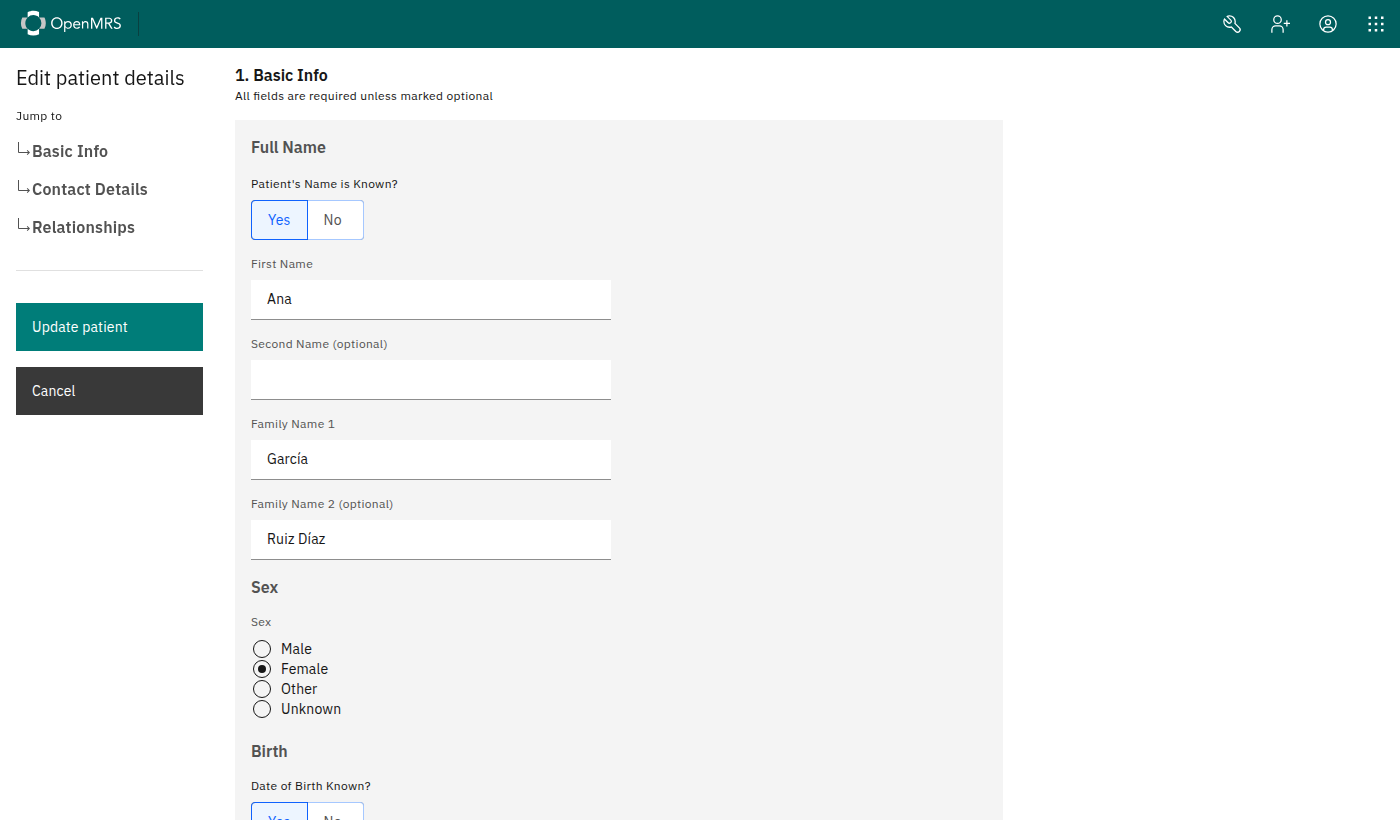 OpenMRS
Edit patient details
Jump to
Basic Info
Contact Details
Relationships
Update patient
Cancel
1. Basic Info
All fields are required unless marked optional
Full Name
Patient's Name is Known?
Yes No
First Name
Ana
Second Name (optional)
Family Name 1
García
Family Name 2 (optional)
Ruiz Díaz
Sex
Sex
Male
Female
Other
Unknown
Birth
Date of Birth Known?
Yes No